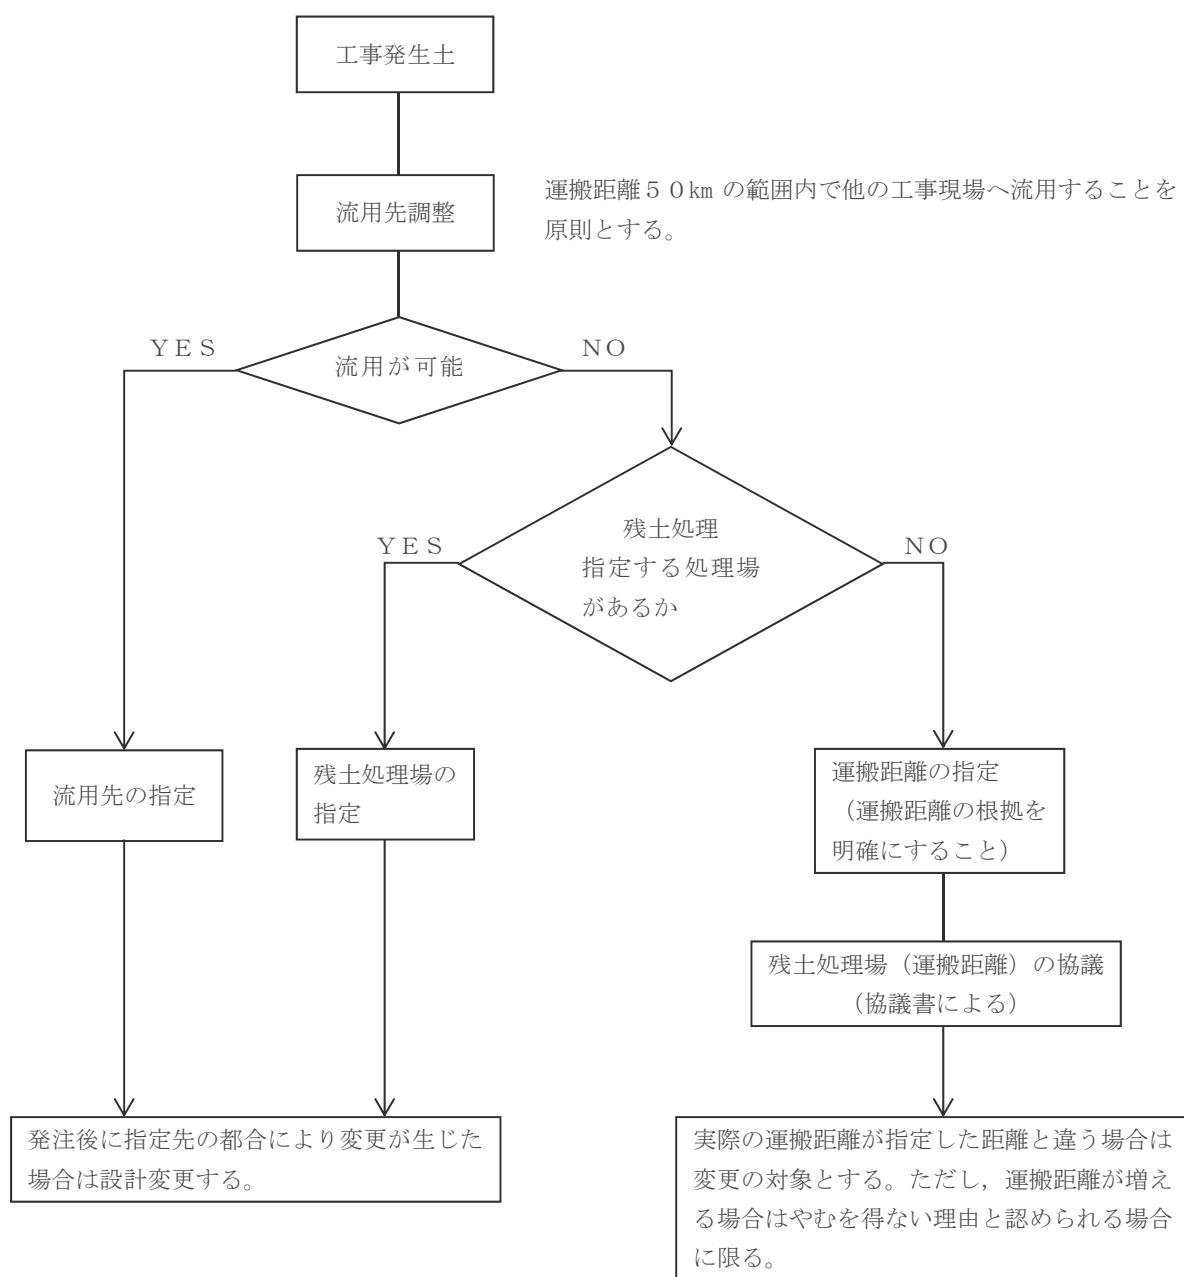 工事発生土
運搬距離５０㎞ の範囲内で他の工事現場へ流用することを
原則とする。
流用先調整
ＹＥＳ
ＮＯ
流用が可能
残土処理
指定する処理場
があるか
ＹＥＳ
ＮＯ
流用先の指定
残土処理場の
指定
運搬距離の指定
（運搬距離の根拠を
明確にすること）
残土処理場（運搬距離）の協議
（協議書による）
発注後に指定先の都合により変更が生じた
場合は設計変更する。
実際の運搬距離が指定した距離と違う場合は
変更の対象とする。ただし，運搬距離が増え
る場合はやむを得ない理由と認められる場合
に限る。